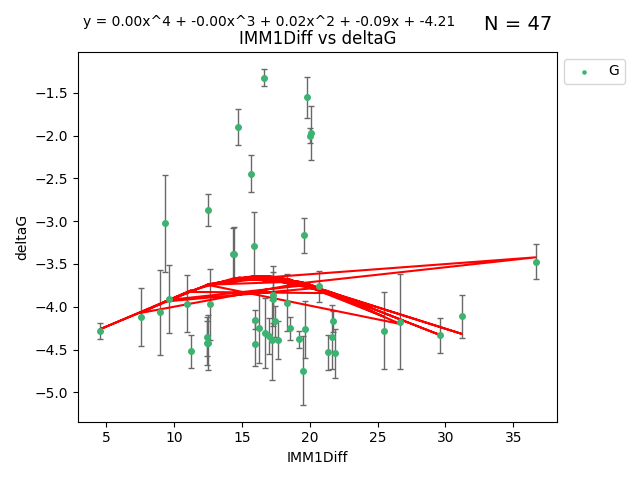 y = 0.00x^4 + -0.00x^3 + 0.02x^2 + -0.09x + -4.21
N = 47
IMM1Diff vs deltaG
G
−1.5
−2.0
−2.5
−3.0
−3.5
−4.0
−4.5
−5.0
deltaG
5 10 15 20 25 30 35
IMM1Diff